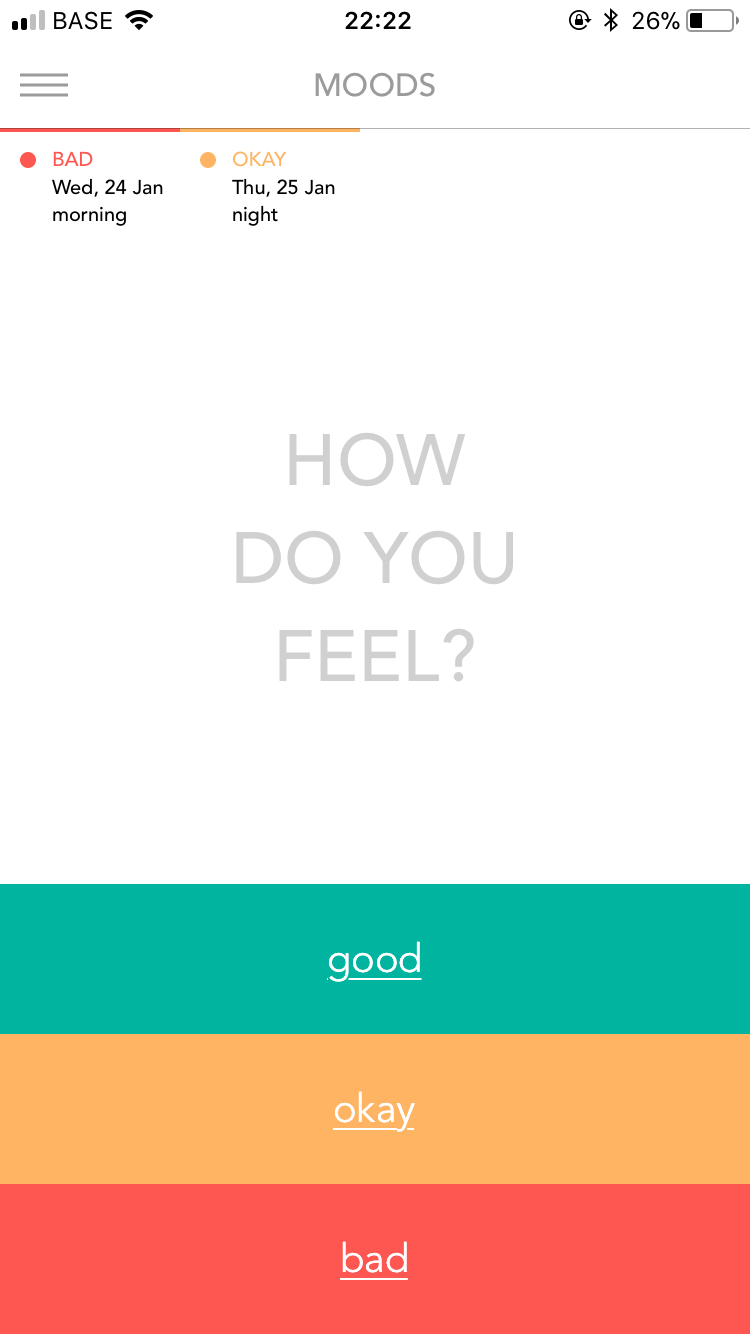 BASE 22:22 26%
MOODS
BAD
Wed, 24 Jan
morning
OKAY
Thu, 25 Jan
night
HOW
DO YOU
FEEL?
good
okay
bad